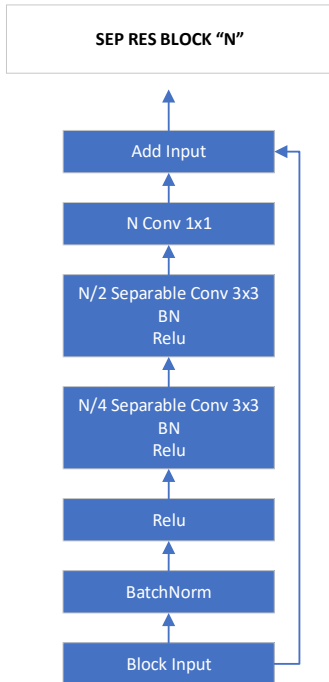 SEP RES BLOCK “N”
Add Input
N Conv 1x1
N/2 Separable Conv 3x3
BN
Relu
N/4 Separable Conv 3x3
BN
Relu
Relu
BatchNorm
Block Input